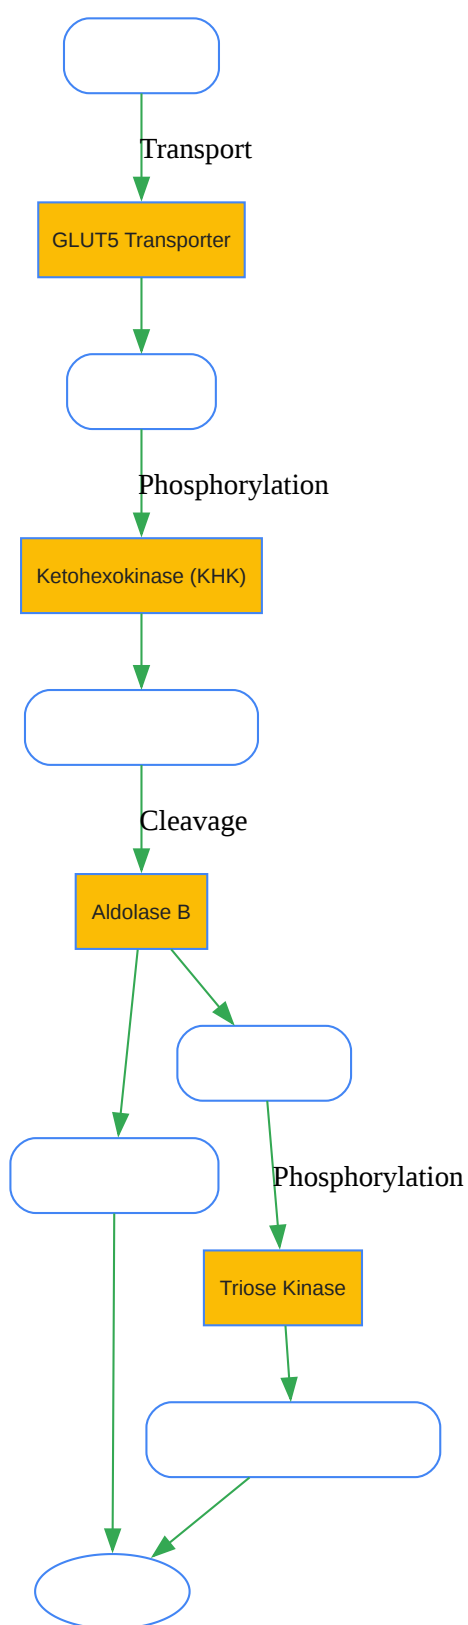 Transport
GLUT5 Transporter
Phosphorylation
Ketohexokinase (KHK)
Cleavage
Aldolase B
Phosphorylation
Triose Kinase